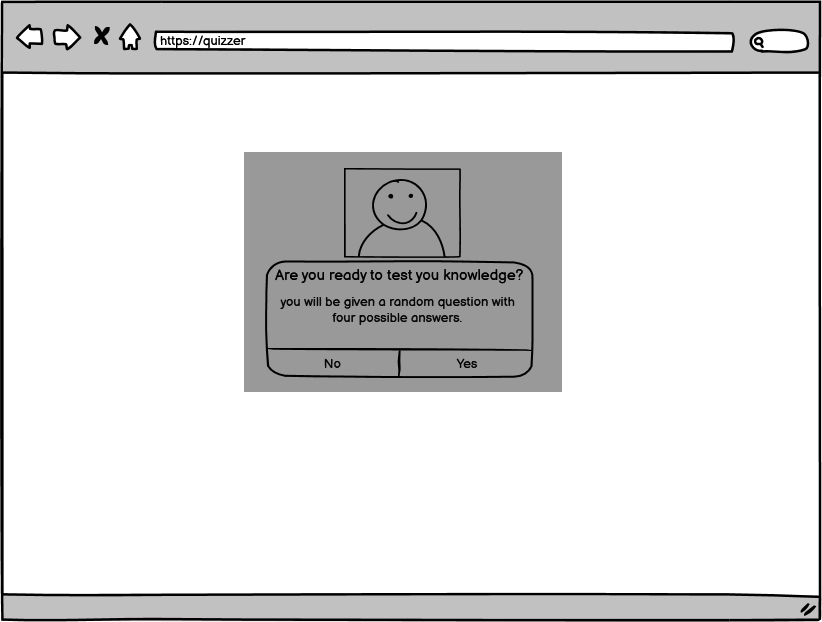 https://quizzer
Are you ready to test you knowledge?
you will be given a random question with
four possible answers.
No
Yes